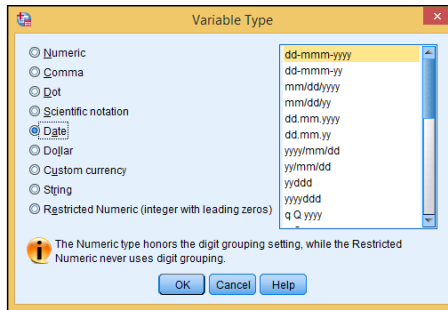 Variable Type
Numeric
Comma
Dot
Scientific notation
Date
Dollar
Custom currency
String
Restricted Numeric (integer with leading zeros)
dd-mmm-yyyy
dd-mmm-yy
mm/dd/yyyy
mm/dd/yy
dd.mm.yyyy
dd.mm.yy
yyyy/mm/dd
yy/mm/dd
yyddd
yyyyddd
q Q yyyy
The Numeric type honors the digit grouping setting, while the Restricted
Numeric never uses digit grouping.
OK Cancel Help